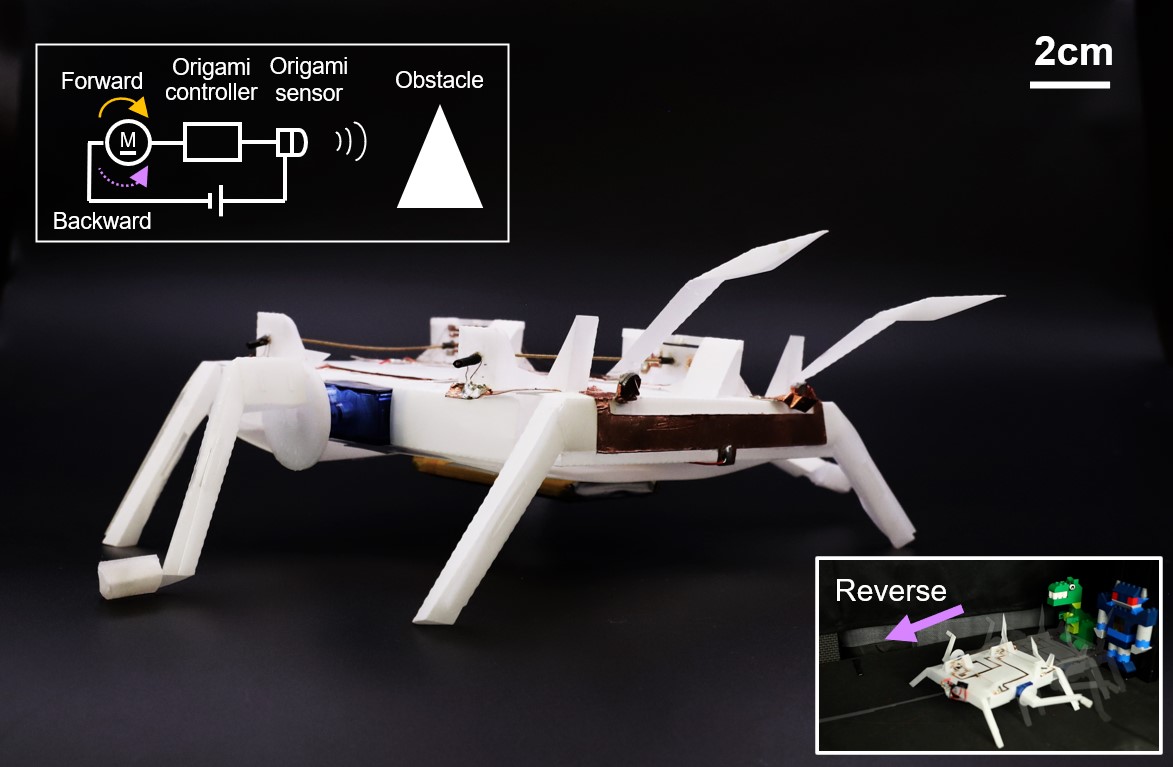 2cm
Forward
Origami
controller
Origami
sensor
Obstacle
M
Backward
Reverse